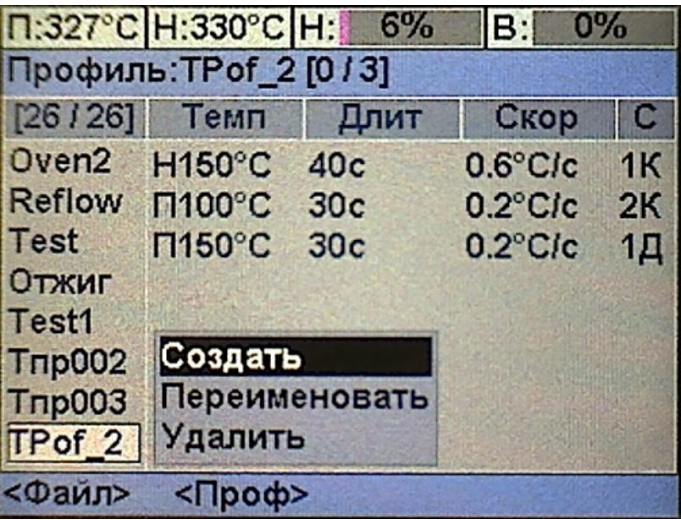 П:327°C Н:330°C Н: 6% В: 0%
Профиль:TPof_2 [0 / 3]
[26 / 26] Темп Длит Скор С
Oven2 Н150°C 40с 0.6°C/с 1К
Reflow П100°C 30с 0.2°C/с 2К
Test П150°C 30с 0.2°C/с 1Д
Отжиг
Test1
Тпр002 Создать
Тпр003 Переименовать
TPof_2 Удалить
<Файл> <Проф>